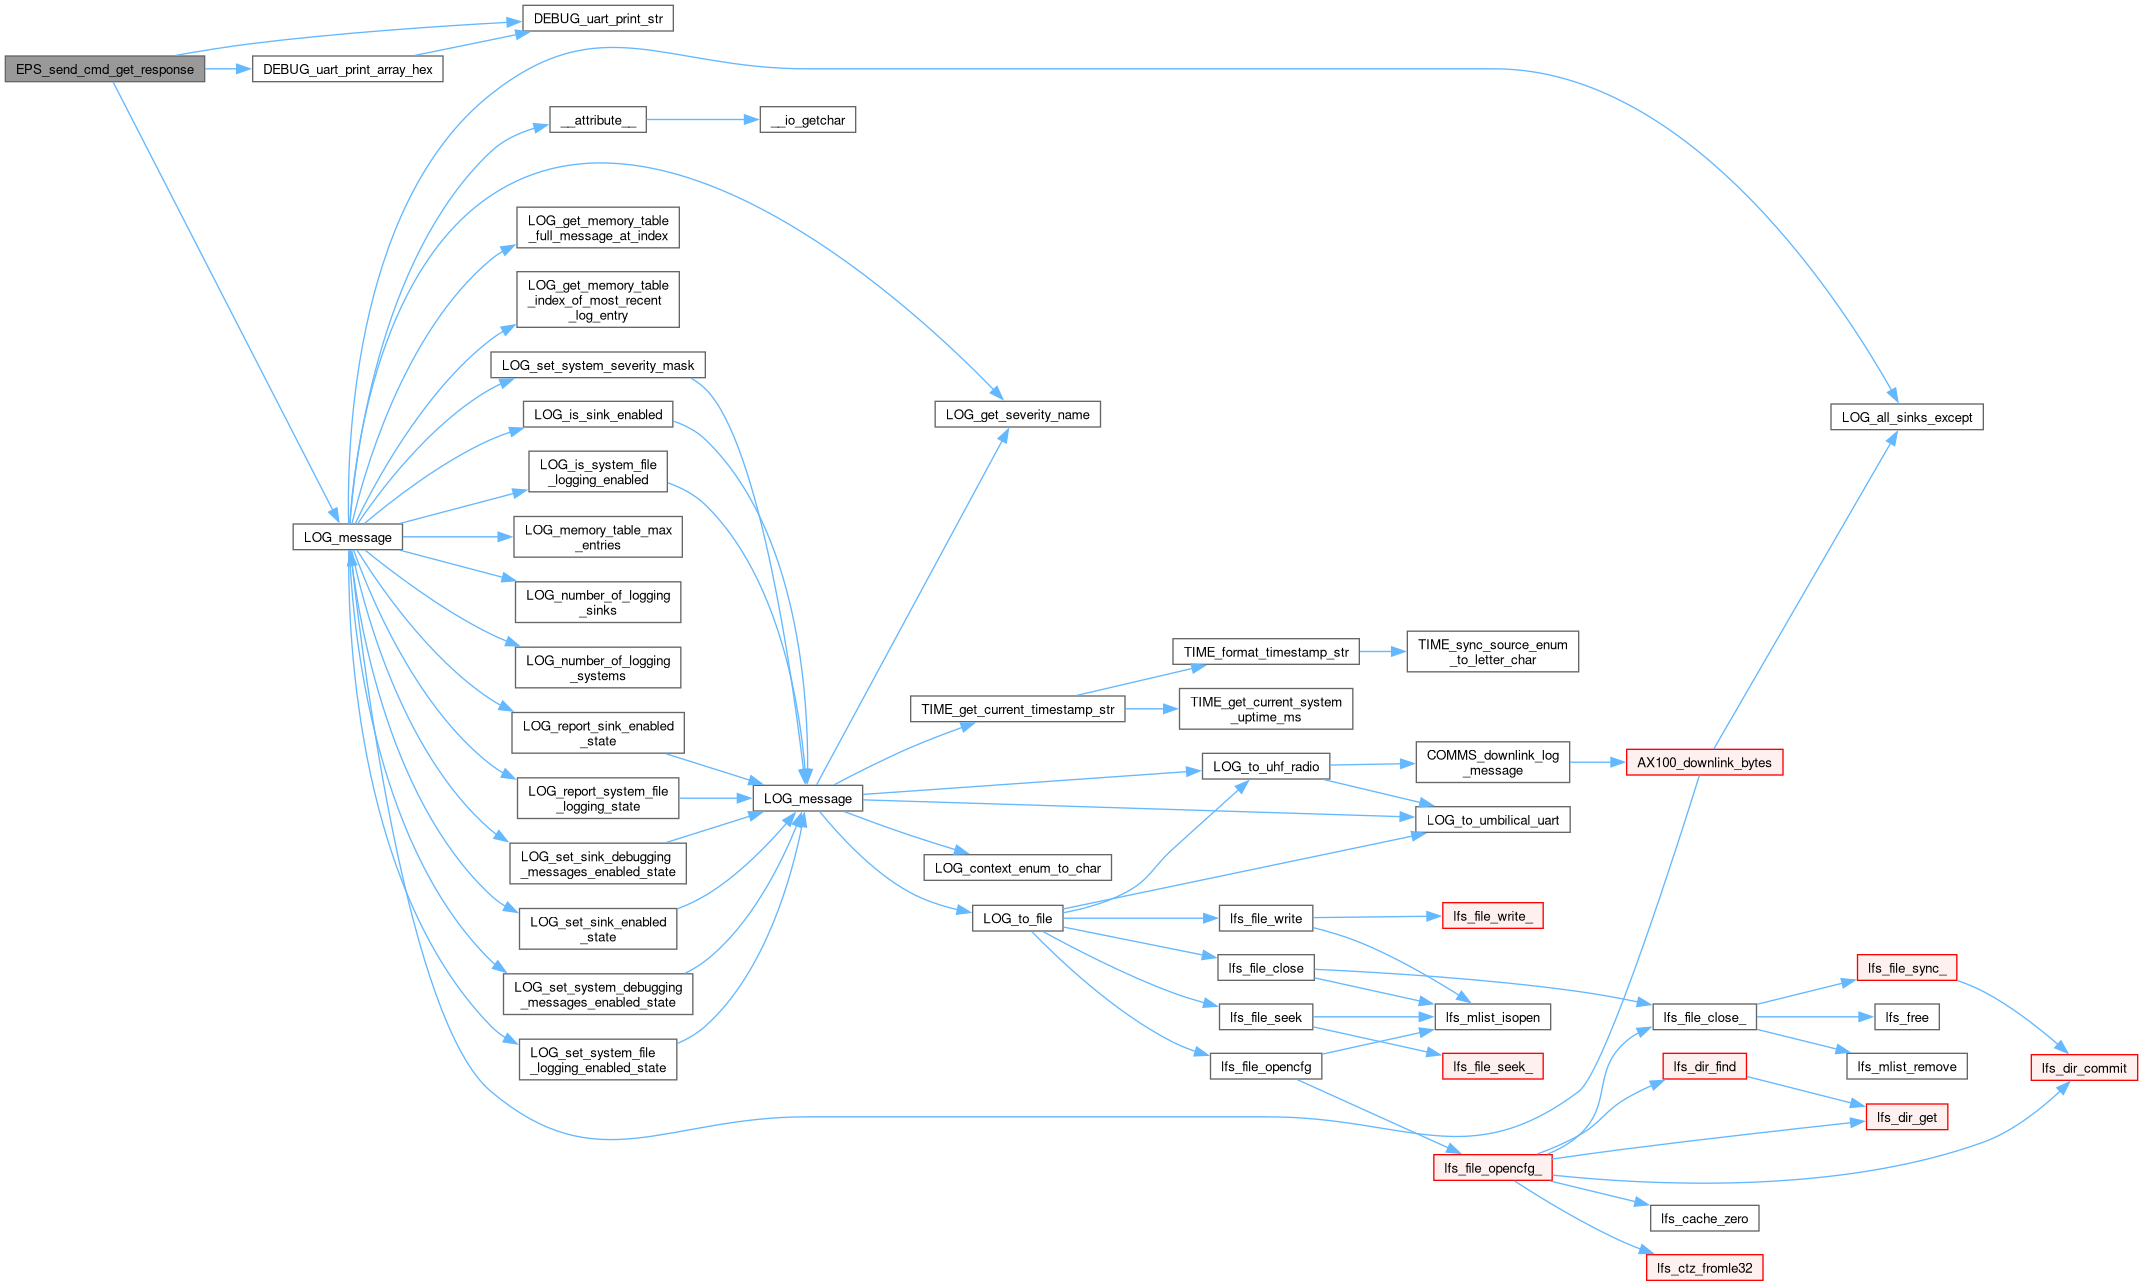 DEBUG_uart_print_str
EPS_send_cmd_get_response
DEBUG_uart_print_array_hex
__attribute__
__io_getchar
LOG_get_memory_table
_full_message_at_index
LOG_get_memory_table
_index_of_most_recent
_log_entry
LOG_set_system_severity_mask
LOG_is_sink_enabled
LOG_get_severity_name
LOG_all_sinks_except
LOG_is_system_file
_logging_enabled
LOG_message
LOG_memory_table_max
_entries
LOG_number_of_logging
_sinks
LOG_number_of_logging
_systems
TIME_format_timestamp_str
TIME_sync_source_enum
_to_letter_char
TIME_get_current_timestamp_str
TIME_get_current_system
_uptime_ms
LOG_report_sink_enabled
_state
LOG_to_uhf_radio
COMMS_downlink_log
_message
AX100_downlink_bytes
LOG_report_system_file
_logging_state
LOG_message
LOG_to_umbilical_uart
LOG_set_sink_debugging
_messages_enabled_state
LOG_context_enum_to_char
LOG_set_sink_enabled
_state
LOG_to_file
lfs_file_write
lfs_file_write_
lfs_file_close
lfs_file_sync_
LOG_set_system_debugging
_messages_enabled_state
lfs_file_seek
lfs_mlist_isopen
lfs_file_close_
lfs_free
LOG_set_system_file
_logging_enabled_state
lfs_file_opencfg
lfs_file_seek_
lfs_dir_find
lfs_mlist_remove
lfs_dir_commit
lfs_dir_get
lfs_file_opencfg_
lfs_cache_zero
lfs_ctz_fromle32